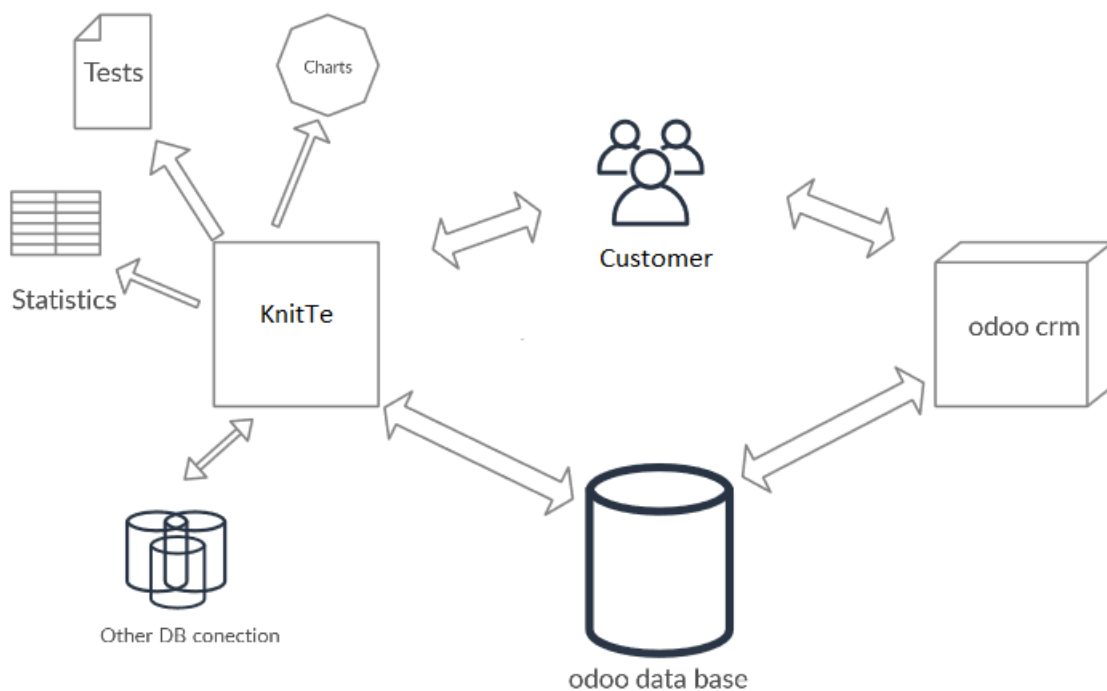 Tests
Charts
Statistics
KnitTe
Customer
odoo crm
Other DB conection
odoo data base